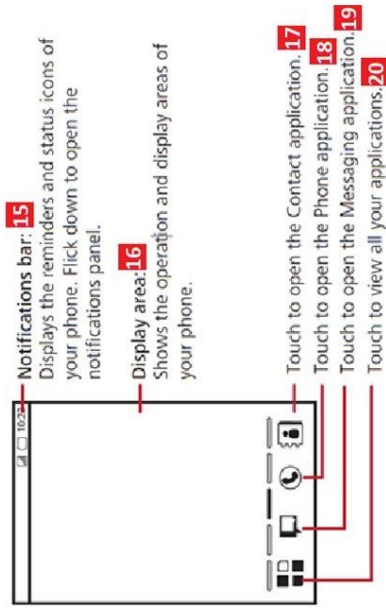 10:23
Notifications bar: 15
Displays the reminders and status icons of
your phone. Flick down to open the
notifications panel.
Display area: 16
Shows the operation and display areas of
your phone.
Touch to open the Contact application. 17
Touch to open the Phone application. 18
Touch to open the Messaging application. 19
Touch to view all your applications. 20